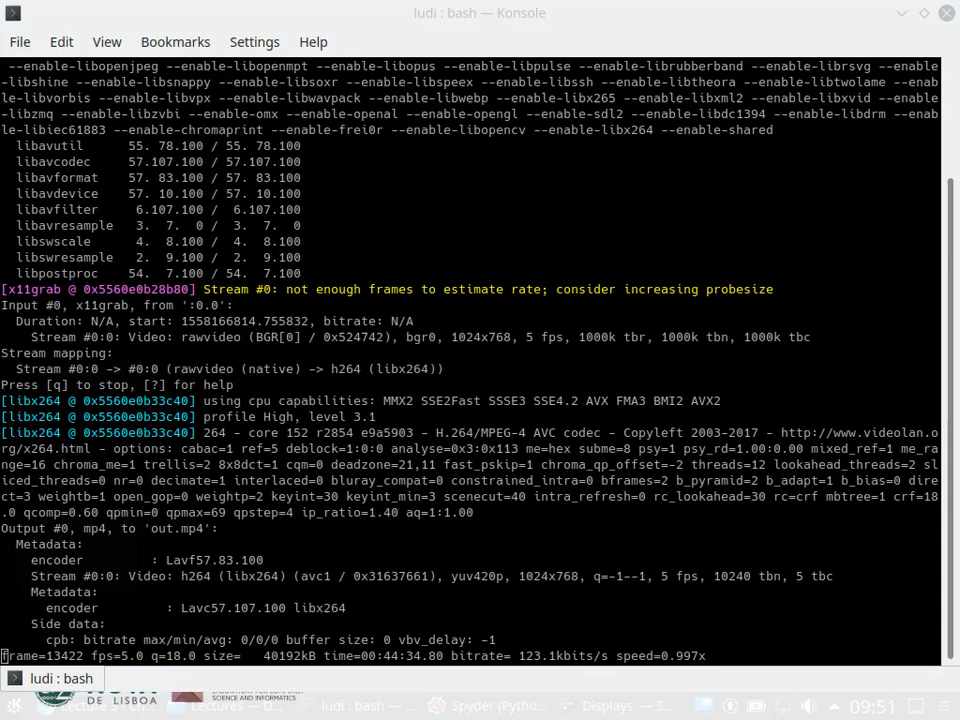 ludi : bash — Konsole
File Edit View Bookmarks Settings Help
--enable-libopenjpeg --enable-libopenmpt --enable-libopus --enable-libpulse --enable-librubberband --enable-librsvg --enable
-libshine --enable-libsnappy --enable-libsoxr --enable-libspeex --enable-libssh --enable-libtheora --enable-libtwolame --enab
le-libvorbis --enable-libvpx --enable-libwavpack --enable-libwebp --enable-libx265 --enable-libxml2 --enable-libxvid --enable
-libzmq --enable-libzvbi --enable-omx --enable-openal --enable-opengl --enable-sdl2 --enable-libdc1394 --enable-libdrm --enab
le-libiec61883 --enable-chromaprint --enable-frei0r --enable-libopencv --enable-libx264 --enable-shared
libavutil 55. 78.100 / 55. 78.100
libavcodec 57.107.100 / 57.107.100
libavformat 57. 83.100 / 57. 83.100
libavdevice 57. 10.100 / 57. 10.100
libavfilter 6.107.100 / 6.107.100
libavresample 3. 7. 0 / 3. 7. 0
libswscale 4. 8.100 / 4. 8.100
libswresample 2. 9.100 / 2. 9.100
libpostproc 54. 7.100 / 54. 7.100
[x11grab @ 0x5560e0b28b80] Stream #0: not enough frames to estimate rate; consider increasing probesize
Input #0, x11grab, from ':0.0':
Duration: N/A, start: 1558166814.755832, bitrate: N/A
Stream #0:0: Video: rawvideo (BGR[0] / 0x524742), bgr0, 1024x768, 5 fps, 1000k tbr, 1000k tbn, 1000k tbc
Stream mapping:
Stream #0:0 -> #0:0 (rawvideo (native) -> h264 (libx264))
Press [q] to stop, [?] for help
[libx264 @ 0x5560e0b33c40] using cpu capabilities: MMX2 SSE2Fast SSSE3 SSE4.2 AVX FMA3 BMI2 AVX2
[libx264 @ 0x5560e0b33c40] profile High, level 3.1
[libx264 @ 0x5560e0b33c40] 264 - core 152 r2854 e9a5903 - H.264/MPEG-4 AVC codec - Copyleft 2003-2017 - http://www.videolan.o
rg/x264.html - options: cabac=1 ref=5 deblock=1:0:0 analyse=0x3:0x113 me=hex subme=8 psy=1 psy_rd=1.00:0.00 mixed_ref=1 me_ra
nge=16 chroma_me=1 trellis=2 8x8dct=1 cqm=0 deadzone=21,11 fast_pskip=1 chroma_qp_offset=-2 threads=12 lookahead_threads=2 sl
iced_threads=0 nr=0 decimate=1 interlaced=0 bluray_compat=0 constrained_intra=0 bframes=2 b_pyramid=2 b_adapt=1 b_bias=0 dire
ct=3 weightb=1 open_gop=0 weightp=2 keyint=30 keyint_min=3 scenecut=40 intra_refresh=0 rc_lookahead=30 rc=crf mbtree=1 crf=18
.0 qcomp=0.60 qpmin=0 qpmax=69 qpstep=4 ip_ratio=1.40 aq=1:1.00
Output #0, mp4, to 'out.mp4':
Metadata:
encoder : Lavf57.83.100
Stream #0:0: Video: h264 (libx264) (avc1 / 0x31637661), yuv420p, 1024x768, q=-1--1, 5 fps, 10240 tbn, 5 tbc
Metadata:
encoder : Lavc57.107.100 libx264
Side data:
cpb: bitrate max/min/avg: 0/0/0 buffer size: 0 vbv_delay: -1
frame=13422 fps=5.0 q=18.0 size= 40192kB time=00:44:34.80 bitrate= 123.1kbits/s speed=0.997x
ludi : bash
DE LISBOA
SCIENCE AND INFORMATICS
Lectures — D... ludi : bash — ... Spyder (Pytho... Displays — S... 09:51